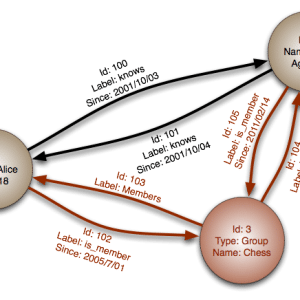 Id: 100
Label: knows
Since: 2001/10/03
Id: 101
Label: knows
Since: 2001/10/04
Id: 105
Label: is_member
Since: 2011/02/14
Id: 104
Alice
18
Id: 103
Label: Members
Id: 102
Label: is_member
Since: 2005/7/01
Id: 3
Type: Group
Name: Chess